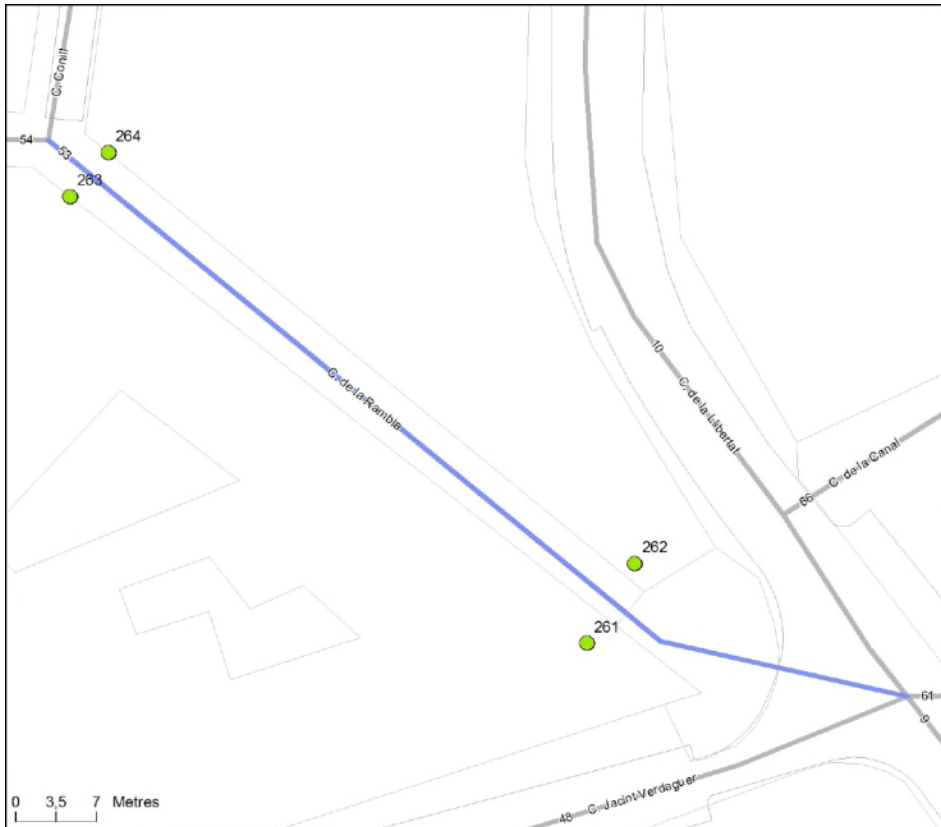 C. Conill
54
53
264
263
C. de la Rambla
10
C. de la Llibertat
66
C. de la Canal
262
261
61
9
48
C. Jacint Verdaguer
0 3,5 7 Metres